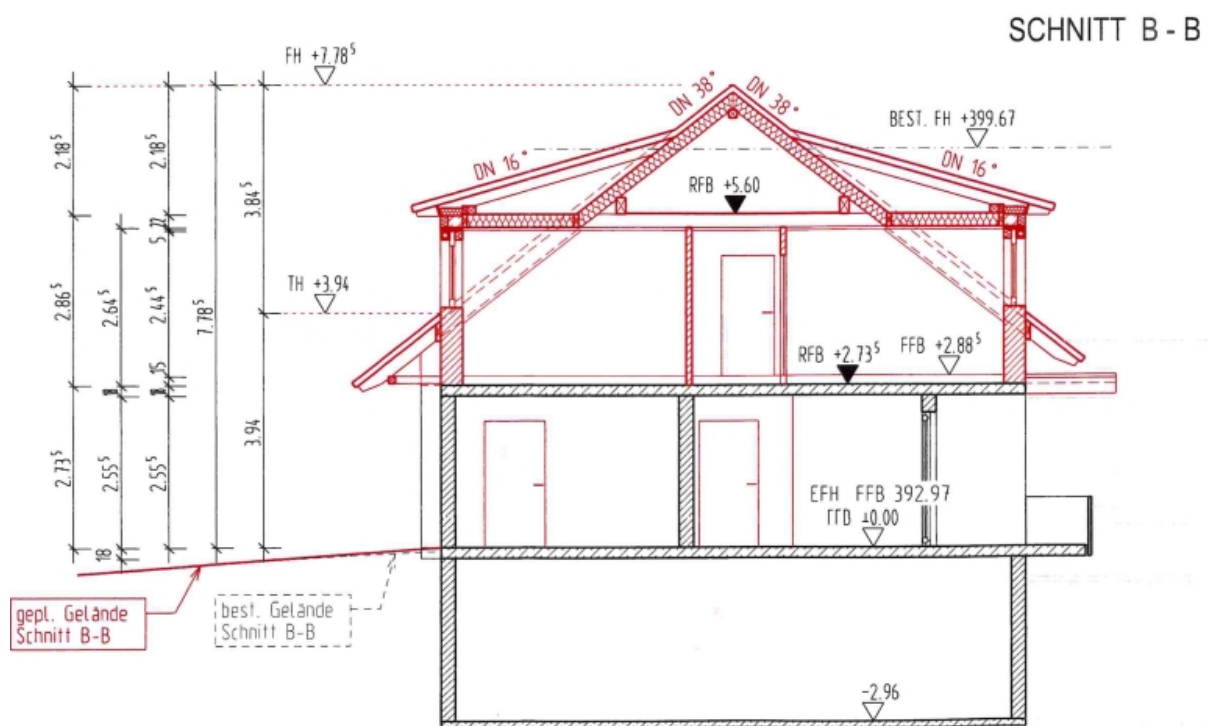 SCHNITT B - B
FH +7.78⁵
DN 38°
DN 38°
BEST. FH +399.67
DN 16°
DN 16°
RFB +5.60
2.18⁵
2.18⁵
3.84⁵
2.86⁵
2.64⁵
2.44⁵
7.78⁵
TH +3.94
RFB +2.73⁵
FFB +2.88⁵
15
2.73⁵
2.55⁵
2.55⁵
3.94
18
EFH FFB 392.97
FFB ±0.00
gepl. Gelände
Schnitt B-B
best. Gelände
Schnitt B-B
-2.96